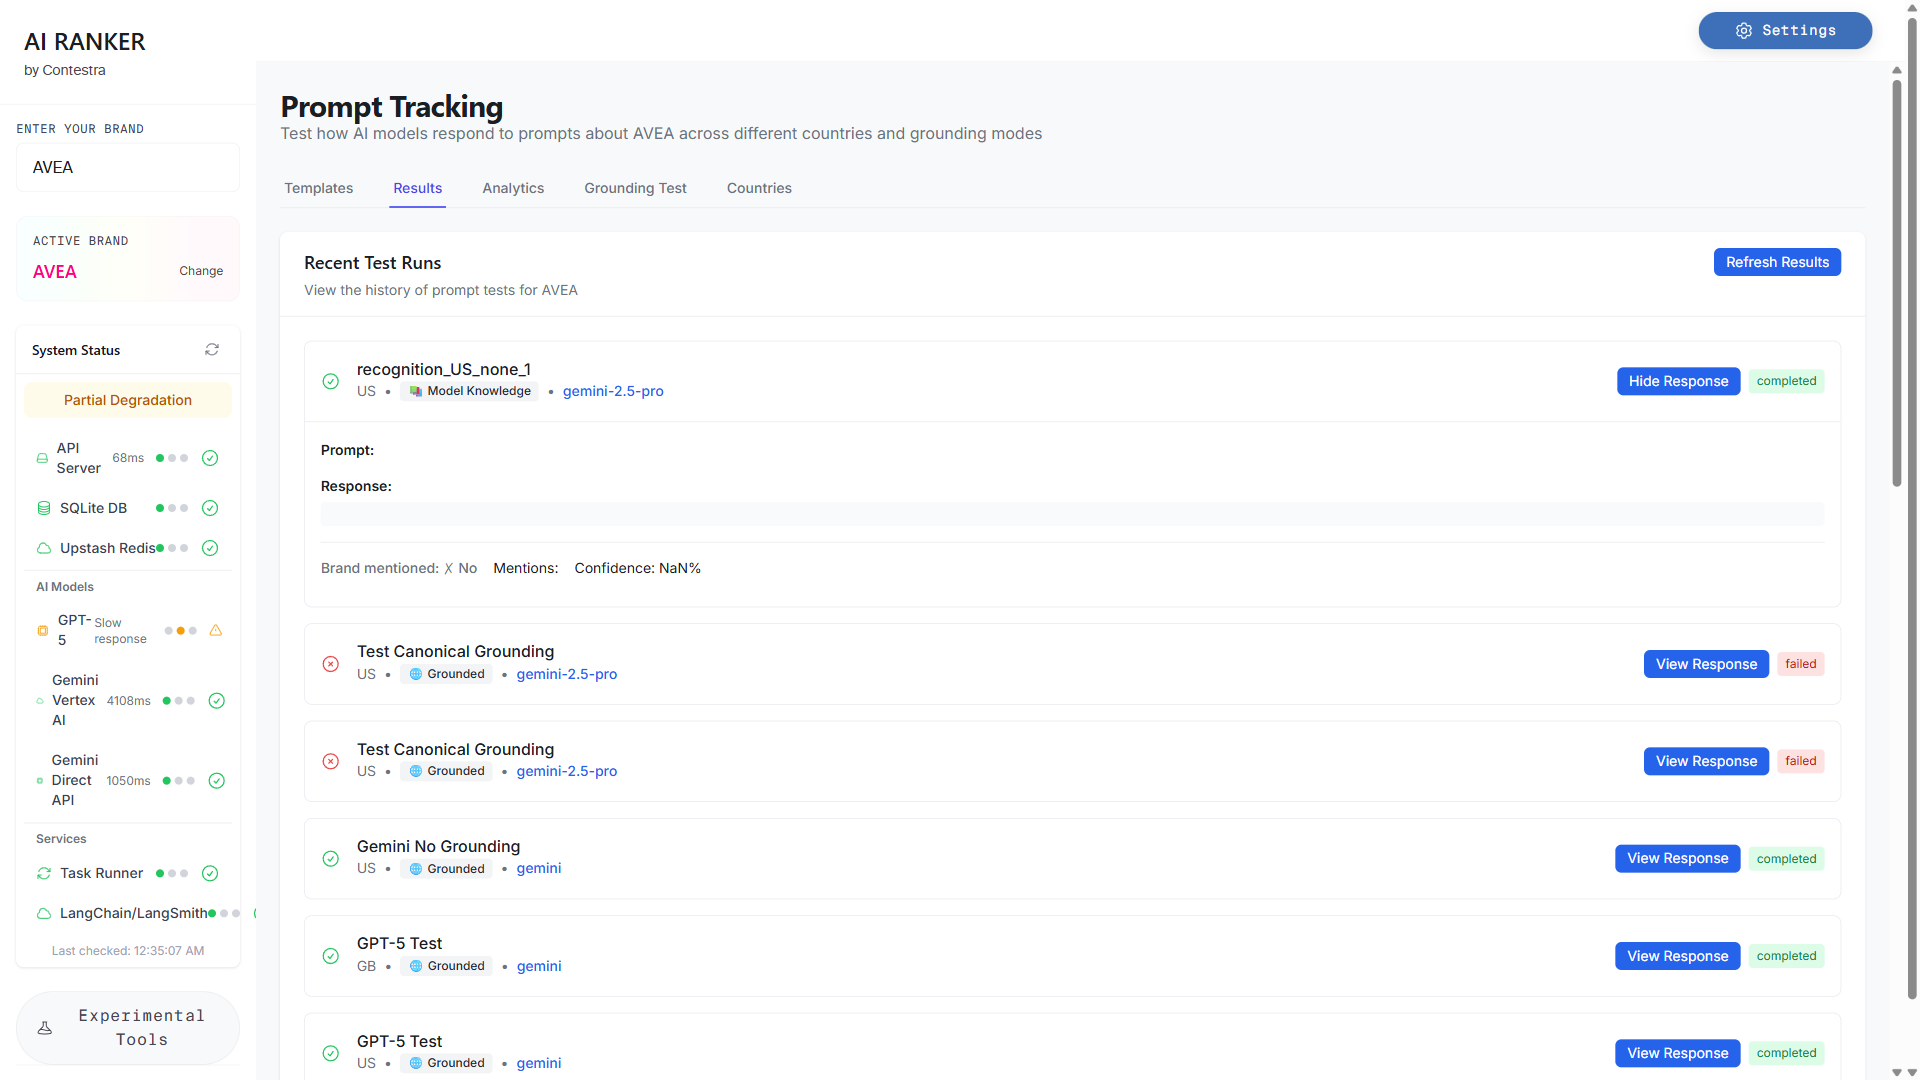 AI RANKER
by Contestra
ENTER YOUR BRAND
AVEA
ACTIVE BRAND
AVEA
Change
System Status
Partial Degradation
API Server
68ms
SQLite DB
Upstash Redis
AI Models
GPT-5
Slow response
Gemini Vertex AI
4108ms
Gemini Direct API
1050ms
Services
Task Runner
LangChain/LangSmith
Last checked: 12:35:07 AM
Experimental Tools
Settings
Prompt Tracking
Test how AI models respond to prompts about AVEA across different countries and grounding modes
Templates Results Analytics Grounding Test Countries
Recent Test Runs
Refresh Results
View the history of prompt tests for AVEA
recognition_US_none_1
US • Model Knowledge • gemini-2.5-pro
Hide Response completed
Prompt:
Response:
Brand mentioned: ✗ No Mentions: Confidence: NaN%
Test Canonical Grounding
US • Grounded • gemini-2.5-pro
View Response failed
Test Canonical Grounding
US • Grounded • gemini-2.5-pro
View Response failed
Gemini No Grounding
US • Grounded • gemini
View Response completed
GPT-5 Test
GB • Grounded • gemini
View Response completed
GPT-5 Test
US • Grounded • gemini
View Response completed